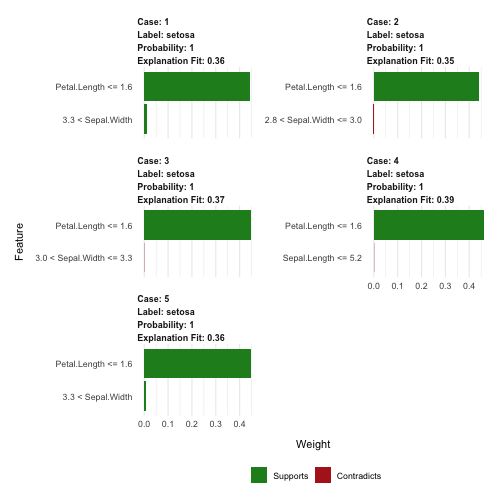 Case: 1
Label: setosa
Probability: 1
Explanation Fit: 0.36
Petal.Length <= 1.6
3.3 < Sepal.Width
Case: 2
Label: setosa
Probability: 1
Explanation Fit: 0.35
Petal.Length <= 1.6
2.8 < Sepal.Width <= 3.0
Case: 3
Label: setosa
Probability: 1
Explanation Fit: 0.37
Petal.Length <= 1.6
3.0 < Sepal.Width <= 3.3
Case: 4
Label: setosa
Probability: 1
Explanation Fit: 0.39
Petal.Length <= 1.6
Sepal.Length <= 5.2
0.0 0.1 0.2 0.3 0.4
Case: 5
Label: setosa
Probability: 1
Explanation Fit: 0.36
Petal.Length <= 1.6
3.3 < Sepal.Width
0.0 0.1 0.2 0.3 0.4
Feature
Weight
Supports Contradicts